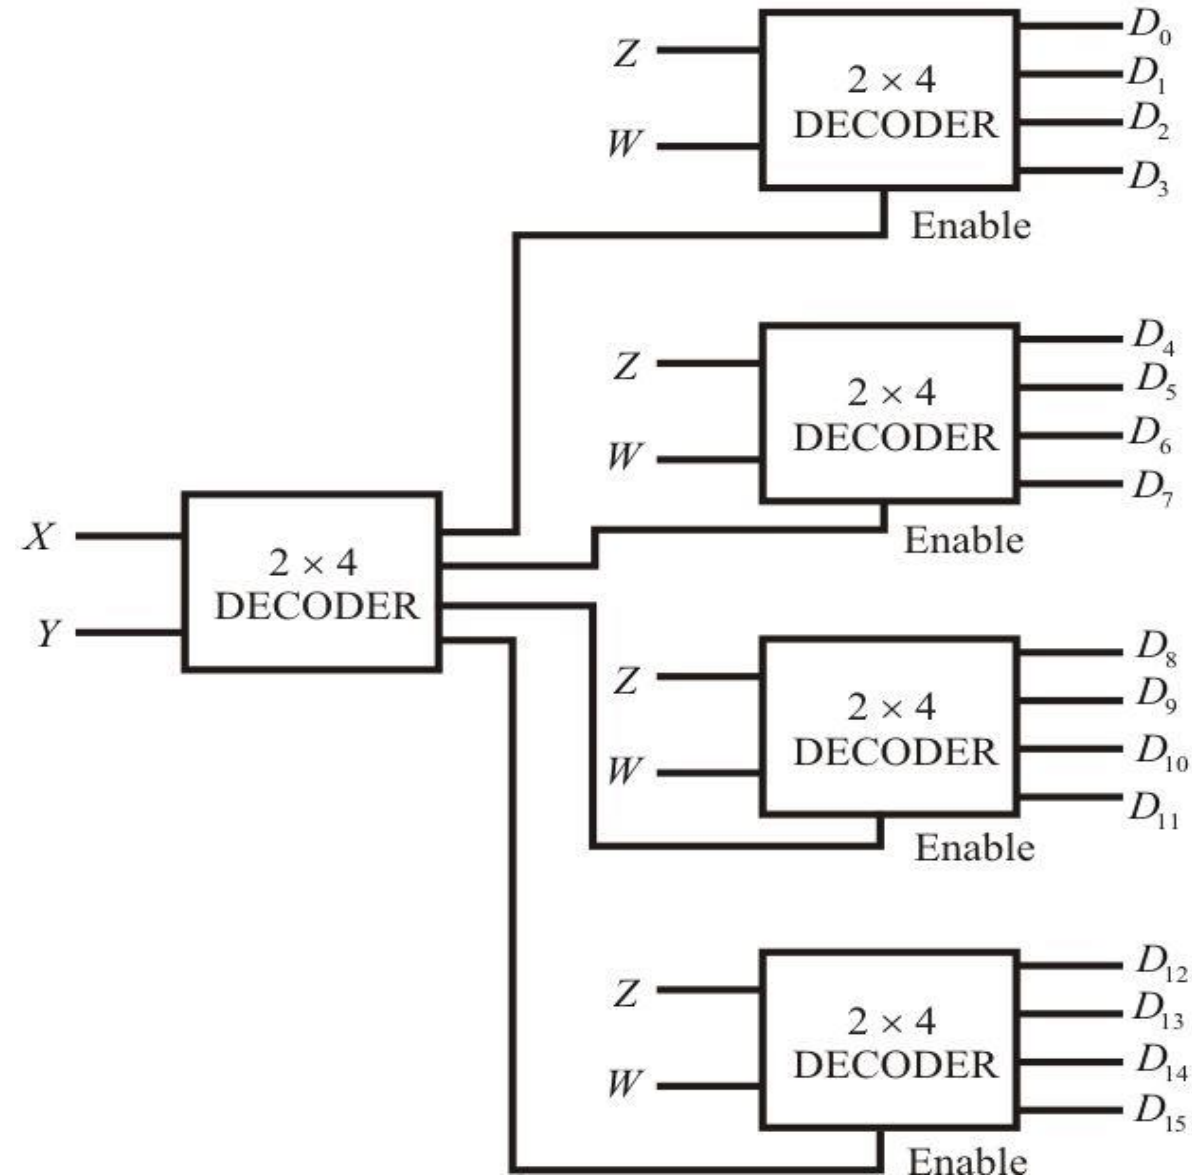 Z
W
2 × 4
DECODER
D₀
D₁
D₂
D₃
Enable
Z
W
2 × 4
DECODER
D₄
D₅
D₆
D₇
Enable
X
Y
2 × 4
DECODER
Z
W
2 × 4
DECODER
D₈
D₉
D₁₀
D₁₁
Enable
Z
W
2 × 4
DECODER
D₁₂
D₁₃
D₁₄
D₁₅
Enable